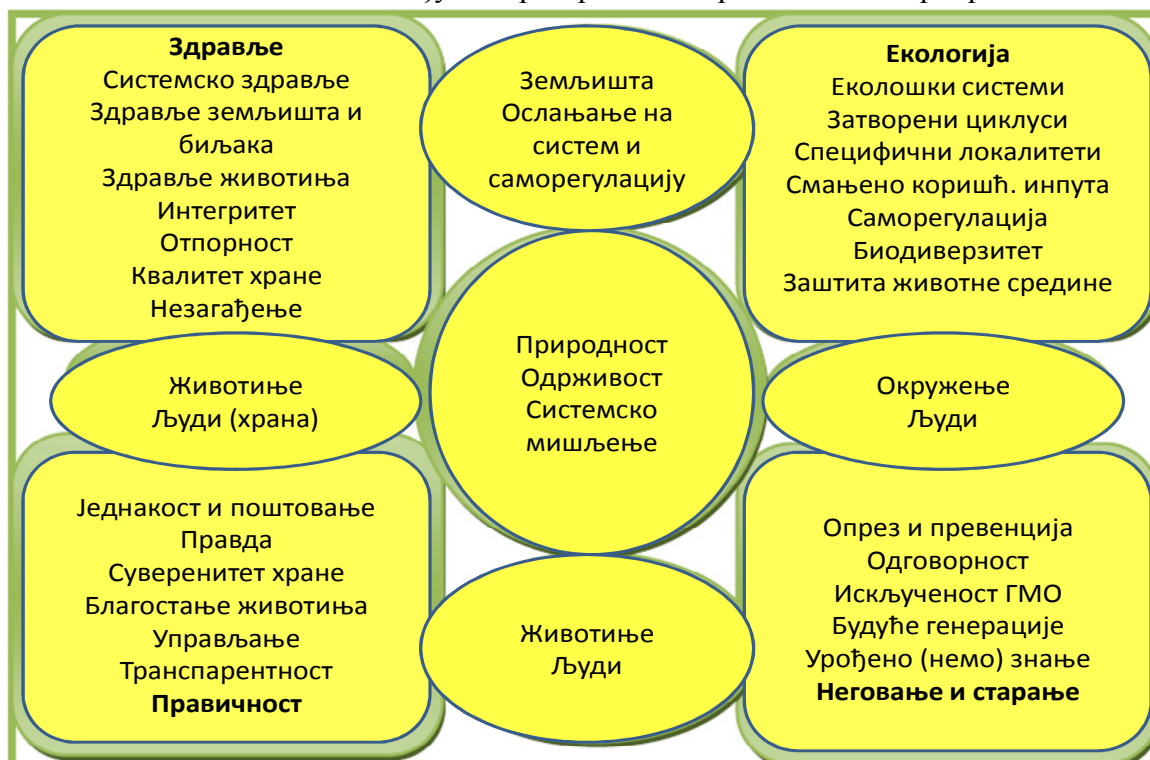 Здравље
Системско здравље
Здравље земљишта и
биљака
Здравље животиња
Интегритет
Отпорност
Квалитет хране
Незагађење
Земљишта
Ослањање на
систем и
саморегулацију
Екологија
Еколошки системи
Затворени циклуси
Специфични локалитети
Смањено коришћ. инпута
Саморегулација
Биодиверзитет
Заштита животне средине
Животиње
Људи (храна)
Природност
Одрживост
Системско
мишљење
Окружење
Људи
Једнакост и поштовање
Правда
Суверенитет хране
Благостање животиња
Управљање
Транспарентност
Правичност
Животиње
Људи
Опрез и превенција
Одговорност
Искљученост ГМО
Будуће генерације
Урођено (немо) знање
Неговање и старање